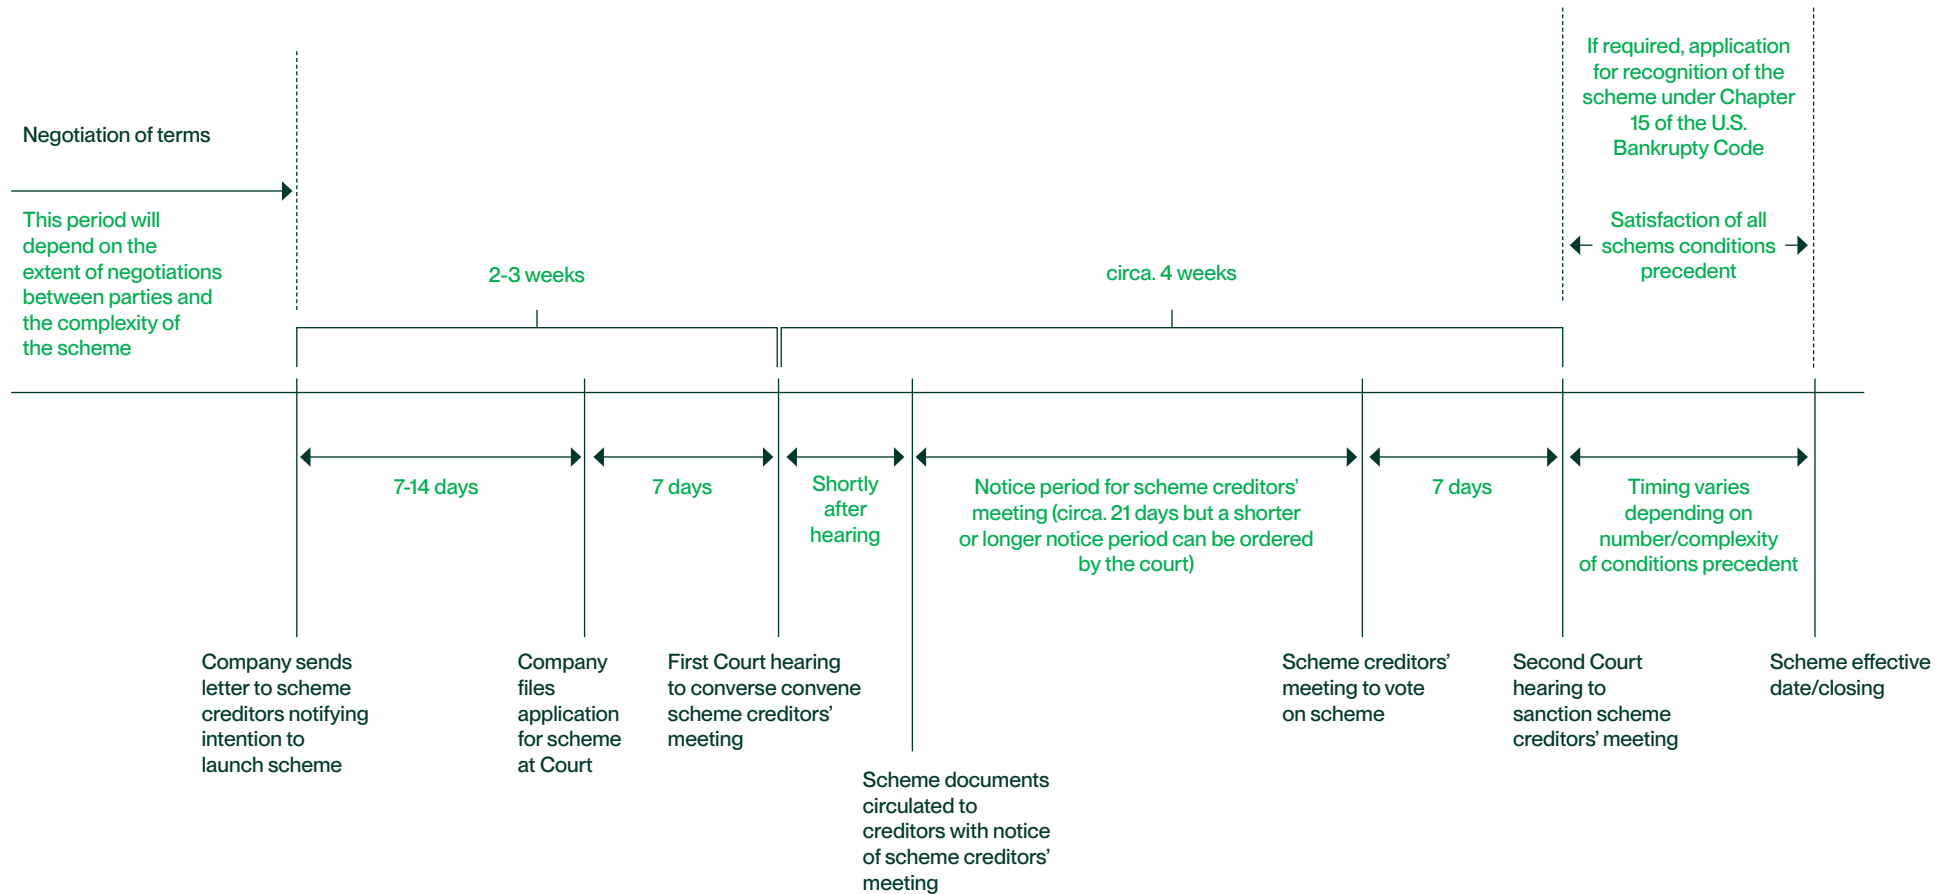 Negotiation of terms
This period will
depend on the
extent of negotiations
between parties and
the complexity of
the scheme
2-3 weeks
circa. 4 weeks
If required, application
for recognition of the
scheme under Chapter
15 of the U.S.
Bankrupty Code
Satisfaction of all
schems conditions
precedent
7-14 days
7 days
Shortly
after
hearing
Notice period for scheme creditors’
meeting (circa. 21 days but a shorter
or longer notice period can be ordered
by the court)
7 days
Timing varies
depending on
number/complexity
of conditions precedent
Company sends
letter to scheme
creditors notifying
intention to
launch scheme
Company
files
application
for scheme
at Court
First Court hearing
to converse convene
scheme creditors’
meeting
Scheme documents
circulated to
creditors with notice
of scheme creditors’
meeting
Scheme creditors’
meeting to vote
on scheme
Second Court
hearing to
sanction scheme
creditors’ meeting
Scheme effective
date/closing